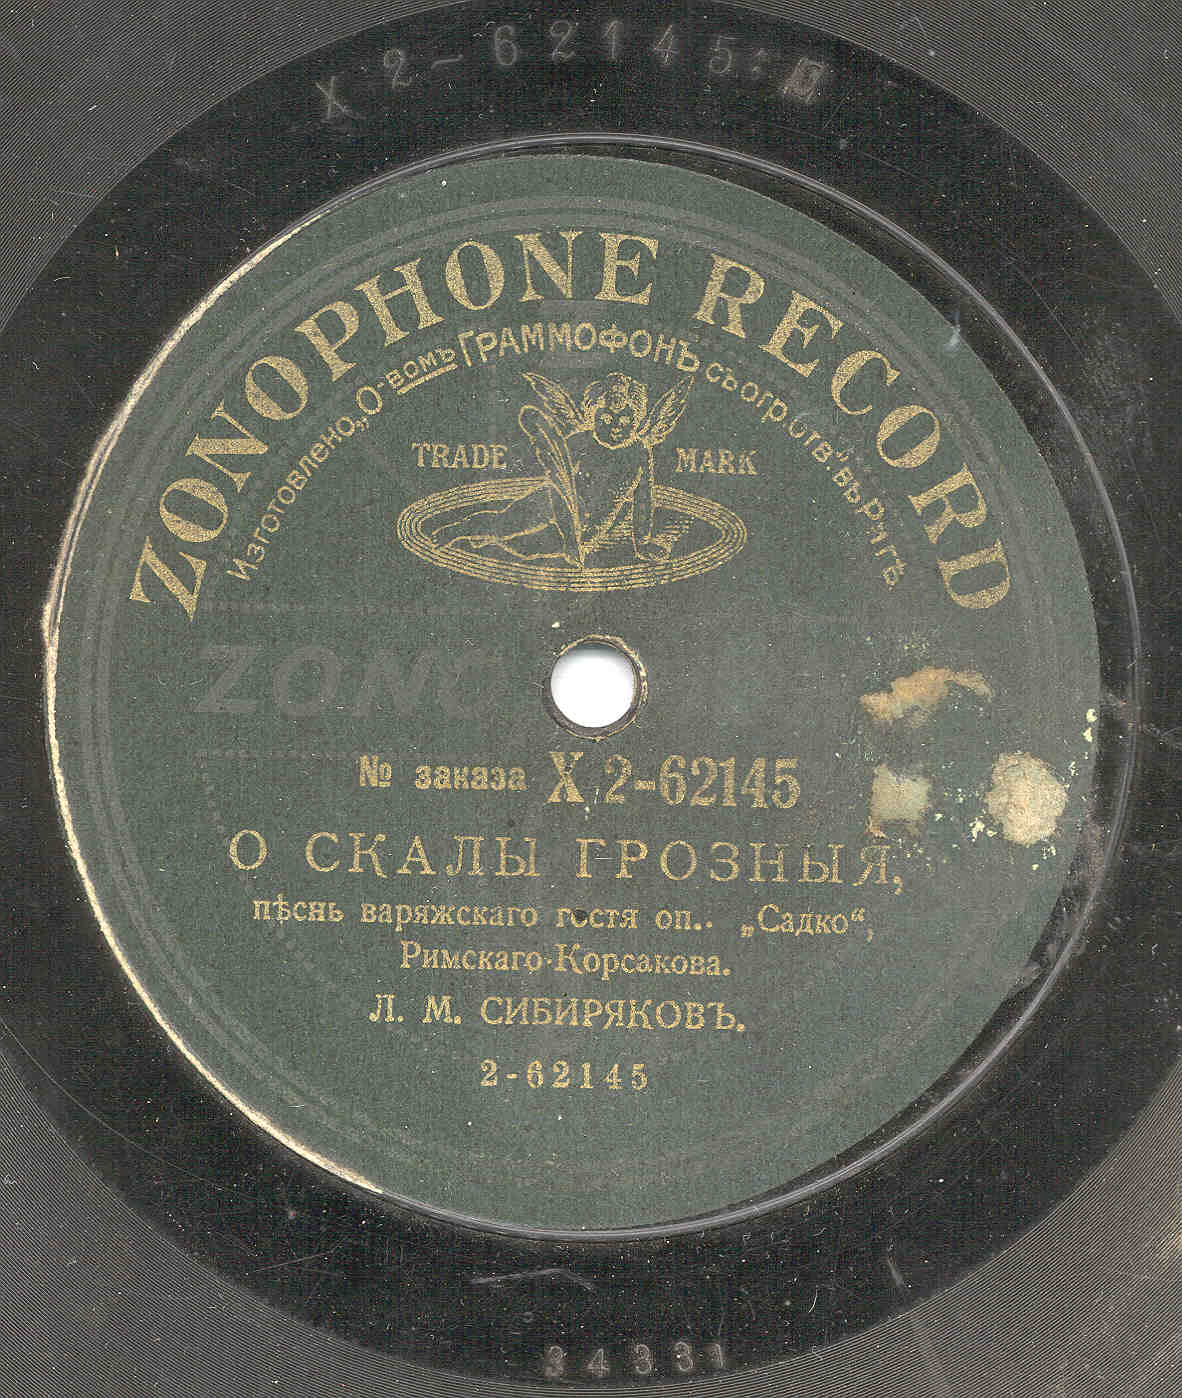 X 2-62145
ZONOPHONE RECORD
Изготовлено „О-вомъ ГРАММОФОНЪ съ огр. отв." въ Ригѣ
TRADE MARK
ZONO
№ заказа X 2-62145
О СКАЛЫ ГРОЗНЫЯ,
пѣснь варяжскаго гостя оп.. „Садко“,
Римскаго-Корсакова.
Л. М. СИБИРЯКОВЪ.
2-62145
34331